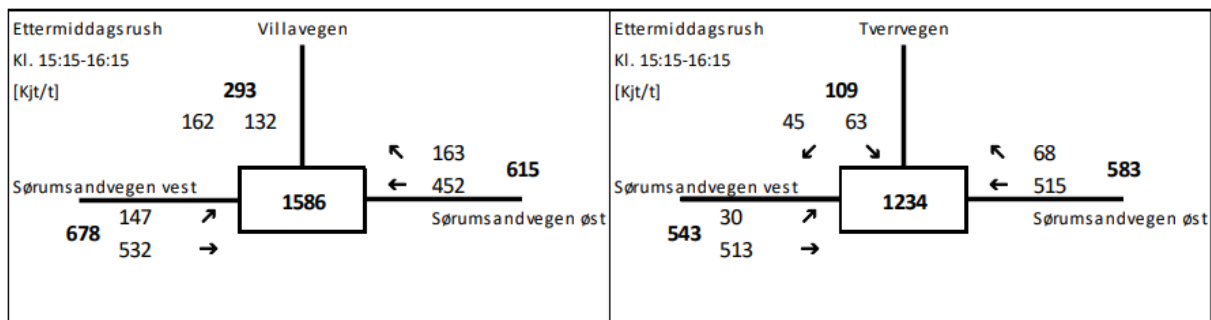 Ettermiddagsrush Villavegen
Kl. 15:15-16:15
[Kjt/t] 293
162 132
163
615
452
Sørumsandvegen vest
1586
147
Sørumsandvegen øst
678
532
Ettermiddagsrush Tverrvegen
Kl. 15:15-16:15
[Kjt/t] 109
45 63
↙ ↘
↖ 68
583
← 515
Sørumsandvegen vest
1234
30 ↗
Sørumsandvegen øst
543
513 →